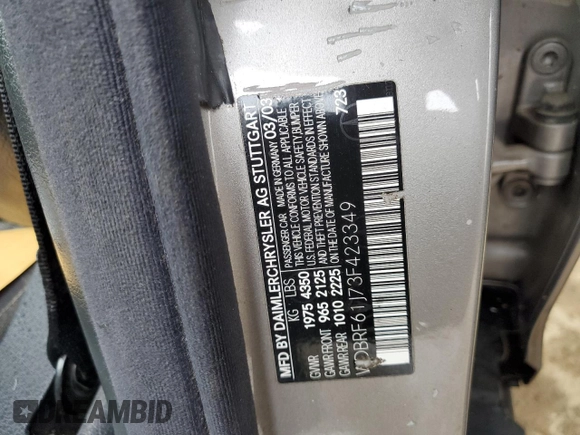 MFD BY DAIMLERCHRYSLER AG STUTTGART
KG LBS PASSENGER CAR MADE IN GERMANY 03/03
THIS VEHICLE CONFORMS TO ALL APPLICABLE
GVWR 1975 4350 U.S. FEDERAL MOTOR VEHICLE SAFETY, BUMPER
GAWR FRONT 965 2125 AND THEFT PREVENTION STANDARDS IN EFFECT
GAWR REAR 1010 2225 ON THE DATE OF MANUFACTURE SHOWN ABOVE
WDBRF61J73F423349 723
DREAMBID